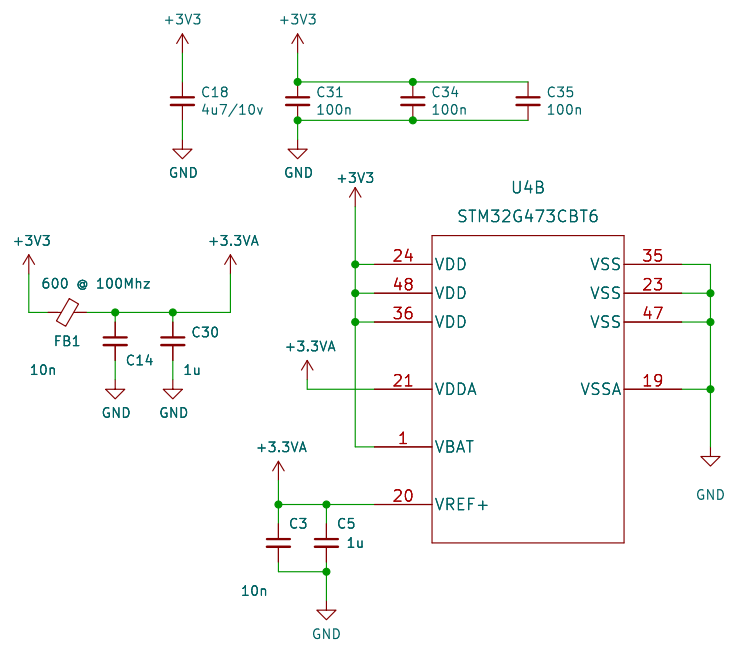 +3V3
+3V3
C18
4u7/10v
C31
100n
C34
100n
C35
100n
GND
GND
+3V3
U4B
STM32G473CBT6
+3V3
+3.3VA
600 @ 100Mhz
FB1
10n
C14
C30
1u
GND
GND
24
VDD
48
VDD
36
VDD
+3.3VA
21
VDDA
1
VBAT
20
VREF+
VSS
35
VSS
23
VSS
47
VSSA
19
GND
+3.3VA
C3
C5
1u
10n
GND